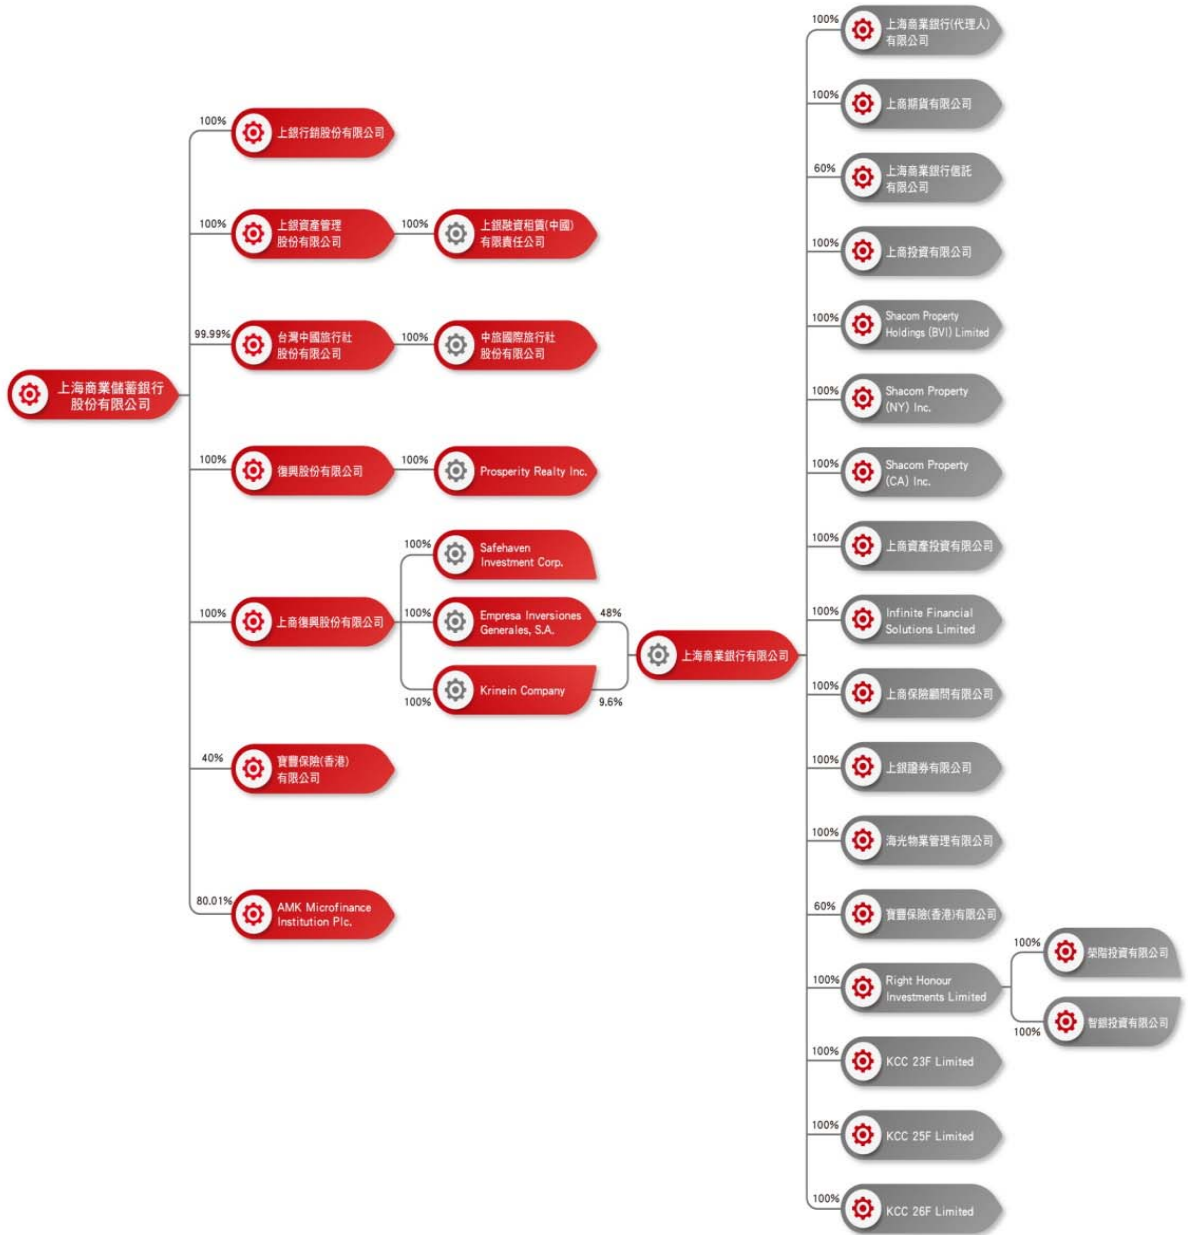 上海商業儲蓄銀行
股份有限公司
100%
上銀行銷股份有限公司
100%
上銀資產管理
股份有限公司
100%
上銀融資租賃(中國)
有限責任公司
99.99%
台灣中國旅行社
股份有限公司
100%
中旅國際旅行社
股份有限公司
100%
復興股份有限公司
100%
Prosperity Realty Inc.
100%
上商復興股份有限公司
100%
Safehaven
Investment Corp.
100%
Empresa Inversiones
Generales, S.A.
48%
100%
Krinein Company
9.6%
40%
寶豐保險(香港)
有限公司
80.01%
AMK Microfinance
Institution Plc.
上海商業銀行有限公司
100%
上海商業銀行(代理人)
有限公司
100%
上商期貨有限公司
60%
上海商業銀行信託
有限公司
100%
上商投資有限公司
100%
Shacom Property
Holdings (BVI) Limited
100%
Shacom Property
(NY) Inc.
100%
Shacom Property
(CA) Inc.
100%
上商資產投資有限公司
100%
Infinite Financial
Solutions Limited
100%
上商保險顧問有限公司
100%
上銀證券有限公司
100%
海光物業管理有限公司
60%
寶豐保險(香港)有限公司
100%
Right Honour
Investments Limited
100%
榮階投資有限公司
100%
智銀投資有限公司
100%
KCC 23F Limited
100%
KCC 25F Limited
100%
KCC 26F Limited